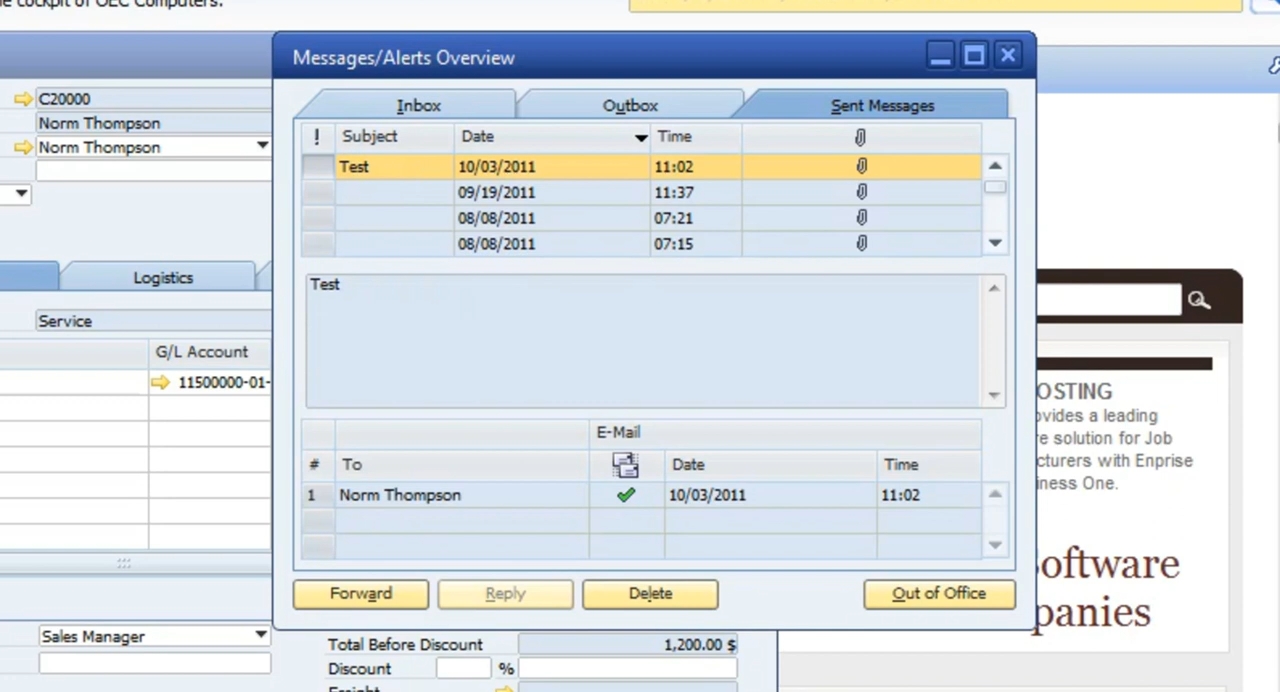 the cockpit of OEC Computers.
Messages/Alerts Overview
Inbox
Outbox
Sent Messages
! Subject Date Time
Test 10/03/2011 11:02
09/19/2011 11:37
08/08/2011 07:21
08/08/2011 07:15
Test
E-Mail
# To Date Time
1 Norm Thompson 10/03/2011 11:02
Forward
Reply
Delete
Out of Office
C20000
Norm Thompson
Norm Thompson
Logistics
Service
G/L Account
11500000-01-
Sales Manager
Total Before Discount 1,200.00 $
Discount %
Freight
OSTING
ovides a leading
re solution for Job
cturers with Enprise
iness One.
oftware
panies